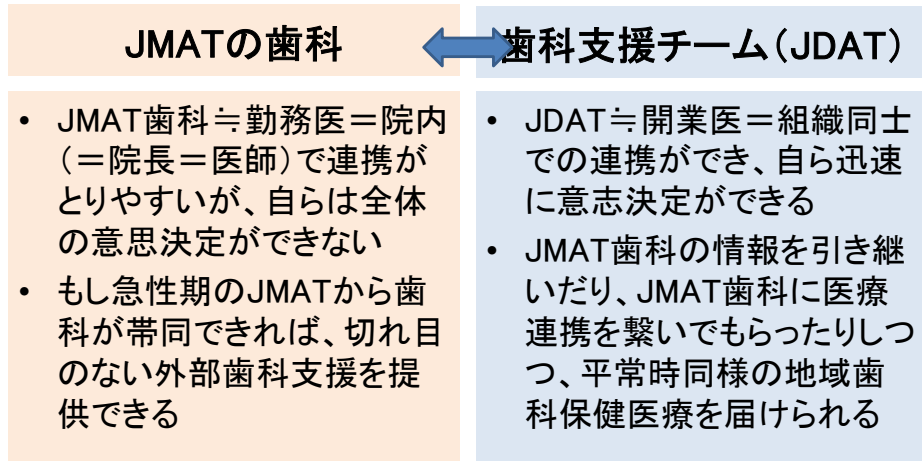 JMATの歯科
歯科支援チーム(JDAT)
• JMAT歯科≒勤務医=院内
(=院長=医師)で連携が
とりやすいが、自らは全体
の意思決定ができない
• もし急性期のJMATから歯
科が帯同できれば、切れ目
のない外部歯科支援を提
供できる
• JDAT≒開業医=組織同士
での連携ができ、自ら迅速
に意志決定ができる
• JMAT歯科の情報を引き継
いだり、JMAT歯科に医療
連携を繋いでもらったりしつ
つ、平常時同様の地域歯
科保健医療を届けられる